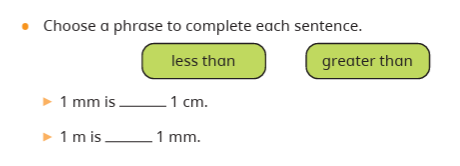 Choose a phrase to complete each sentence.
less than greater than
1 mm is ______ 1 cm.
1 m is ______ 1 mm.